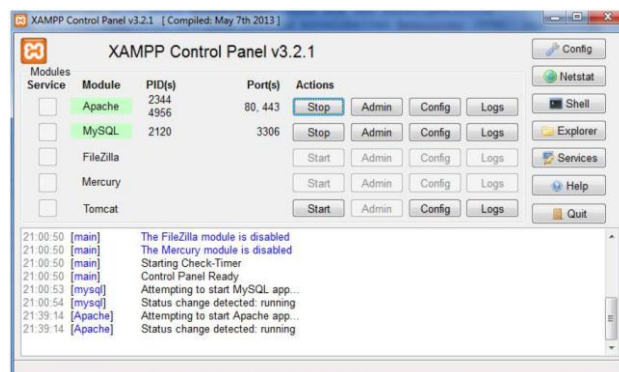 XAMPP Control Panel v3.2.1 [ Compiled: May 7th 2013 ]
XAMPP Control Panel v3.2.1
Config
Modules
Service Module PID(s) Port(s) Actions
Netstat
Apache 2344 4956 80, 443 Stop Admin Config Logs
Shell
MySQL 2120 3306 Stop Admin Config Logs
Explorer
FileZilla Start Admin Config Logs
Services
Mercury Start Admin Config Logs
Help
Tomcat Start Admin Config Logs
Quit
21:00:50 [main] The FileZilla module is disabled
21:00:50 [main] The Mercury module is disabled
21:00:50 [main] Starting Check-Timer
21:00:50 [main] Control Panel Ready
21:00:53 [mysql] Attempting to start MySQL app...
21:00:54 [mysql] Status change detected: running
21:39:14 [Apache] Attempting to start Apache app...
21:39:14 [Apache] Status change detected: running